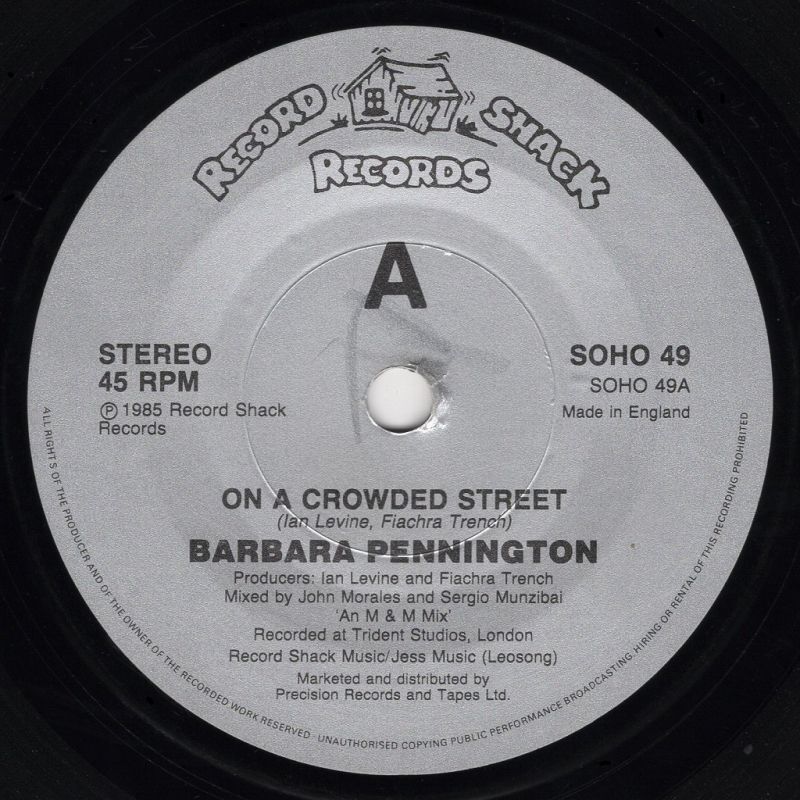 RECORD SHACK
RECORDS
A
STEREO
45 RPM
℗ 1985 Record Shack
Records
SOHO 49
SOHO 49A
Made in England
ON A CROWDED STREET
(Ian Levine, Fiachra Trench)
BARBARA PENNINGTON
Producers: Ian Levine and Fiachra Trench
Mixed by John Morales and Sergio Munzibai
'An M & M Mix'
Recorded at Trident Studios, London
Record Shack Music/Jess Music (Leosong)
Marketed and distributed by
Precision Records and Tapes Ltd.
ALL RIGHTS OF THE PRODUCER AND OF THE OWNER OF THE RECORDED WORK RESERVED · UNAUTHORISED COPYING PUBLIC PERFORMANCE BROADCASTING, HIRING OR RENTAL OF THIS RECORDING PROHIBITED